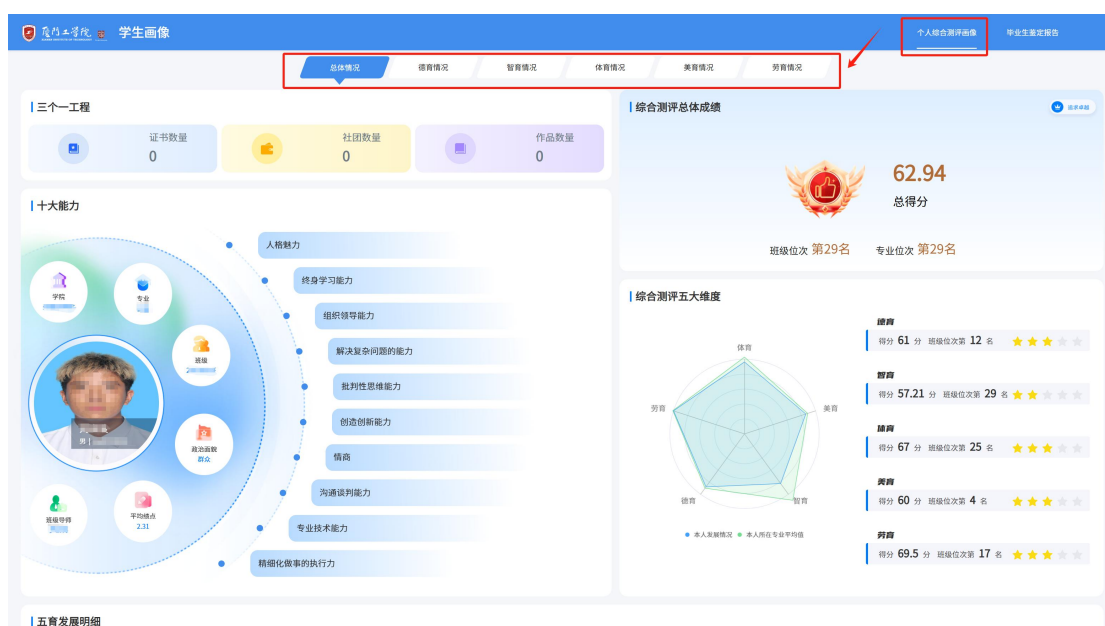 厦门工学院
学生画像
个人综合测评画像
毕业生鉴定报告
总体情况
德育情况
智育情况
体育情况
美育情况
劳育情况
三个一工程
证书数量
0
社团数量
0
作品数量
0
十大能力
学院
专业
班级
男
政治面貌
群众
班级导师
平均绩点
2.31
人格魅力
终身学习能力
组织领导能力
解决复杂问题的能力
批判性思维能力
创造创新能力
情商
沟通谈判能力
专业技术能力
精细化做事的执行力
综合测评总体成绩
追求卓越
62.94
总得分
班级位次 第29名
专业位次 第29名
综合测评五大维度
体育
美育
智育
德育
劳育
本人发展情况
本人所在专业平均值
德育
得分 61 分 班级位次第 12 名
智育
得分 57.21 分 班级位次第 29 名
体育
得分 67 分 班级位次第 25 名
美育
得分 60 分 班级位次第 4 名
劳育
得分 69.5 分 班级位次第 17 名
五育发展明细